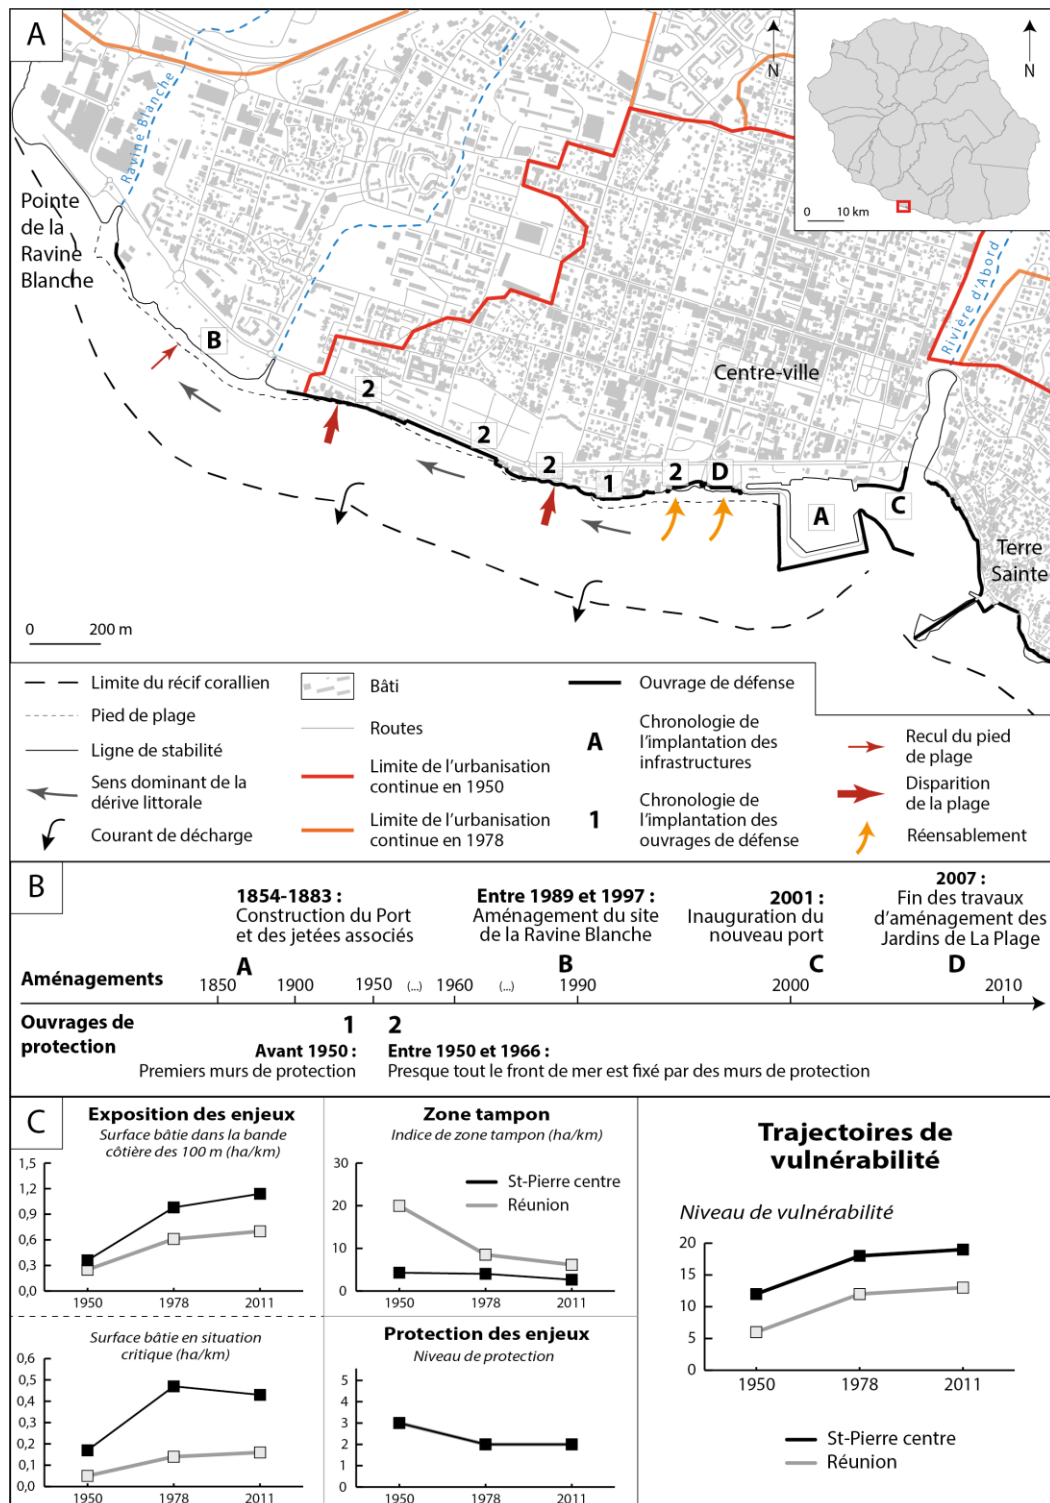 A
N
N
0 10 km
Ravine Blanche
Pointe
de la
Ravine
Blanche
Rivière d'Abord
B
Centre-ville
2
2
2
1
2
D
A
C
Terre
Sainte
0 200 m
Limite du récif corallien
Pied de plage
Ligne de stabilité
Sens dominant de la
dérive littorale
Courant de décharge
Bâti
Routes
Limite de l'urbanisation
continue en 1950
Limite de l'urbanisation
continue en 1978
Ouvrage de défense
A
Chronologie de
l'implantation des
infrastructures
1
Chronologie de
l'implantation des
ouvrages de défense
Recul du pied
de plage
Disparition
de la plage
Réensablement
B
1854-1883 :
Construction du Port
et des jetées associés
Entre 1989 et 1997 :
Aménagement du site
de la Ravine Blanche
2001 :
Inauguration du
nouveau port
2007 :
Fin des travaux
d'aménagement des
Jardins de La Plage
Aménagements
A B C D
1850 1900 1950 (...) 1960 (...) 1990 2000 2010
Ouvrages de
protection
1 2
Avant 1950 :
Premiers murs de protection
Entre 1950 et 1966 :
Presque tout le front de mer est fixé par des murs de protection
C
Exposition des enjeux
Surface bâtie dans la bande
côtière des 100 m (ha/km)
1,5
1,2
0,9
0,6
0,3
0,0
1950 1978 2011
Zone tampon
Indice de zone tampon (ha/km)
30
20
10
0
St-Pierre centre
Réunion
1950 1978 2011
Surface bâtie en situation
critique (ha/km)
0,6
0,5
0,4
0,3
0,2
0,1
0,0
1950 1978 2011
Protection des enjeux
Niveau de protection
5
4
3
2
1
0
1950 1978 2011
Trajectoires de
vulnérabilité
Niveau de vulnérabilité
20
15
10
5
0
1950 1978 2011
St-Pierre centre
Réunion